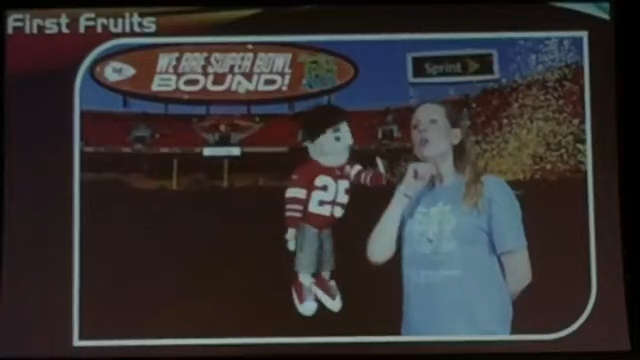 First Fruits
WE ARE SUPER BOWL
BOUND!
Sprint
25